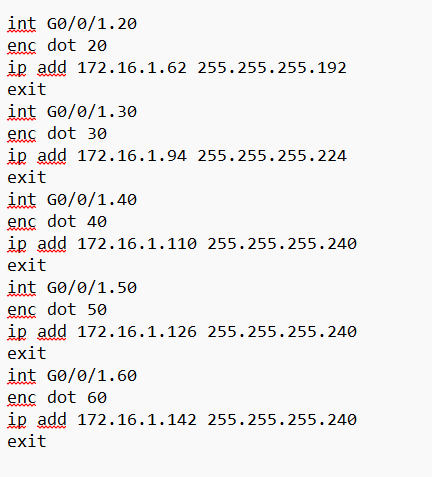 int G0/0/1.20
enc dot 20
ip add 172.16.1.62 255.255.255.192
exit
int G0/0/1.30
enc dot 30
ip add 172.16.1.94 255.255.255.224
exit
int G0/0/1.40
enc dot 40
ip add 172.16.1.110 255.255.255.240
exit
int G0/0/1.50
enc dot 50
ip add 172.16.1.126 255.255.255.240
exit
int G0/0/1.60
enc dot 60
ip add 172.16.1.142 255.255.255.240
exit